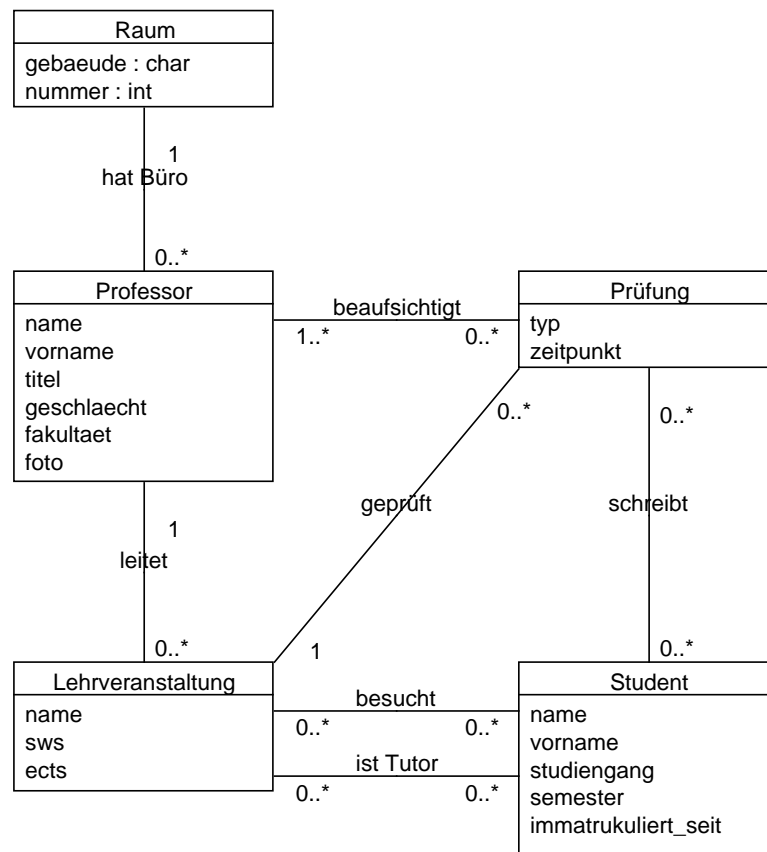 Raum
gebaeude : char
nummer : int
1
hat Büro
0..*
Professor
name
vorname
titel
geschlaecht
fakultaet
foto
beaufsichtigt
1..*
0..*
Prüfung
typ
zeitpunkt
0..*
0..*
geprüft
schreibt
1
leitet
0..*
1
0..*
Lehrveranstaltung
name
sws
ects
besucht
0..*
0..*
ist Tutor
0..*
0..*
Student
name
vorname
studiengang
semester
immatrukuliert_seit